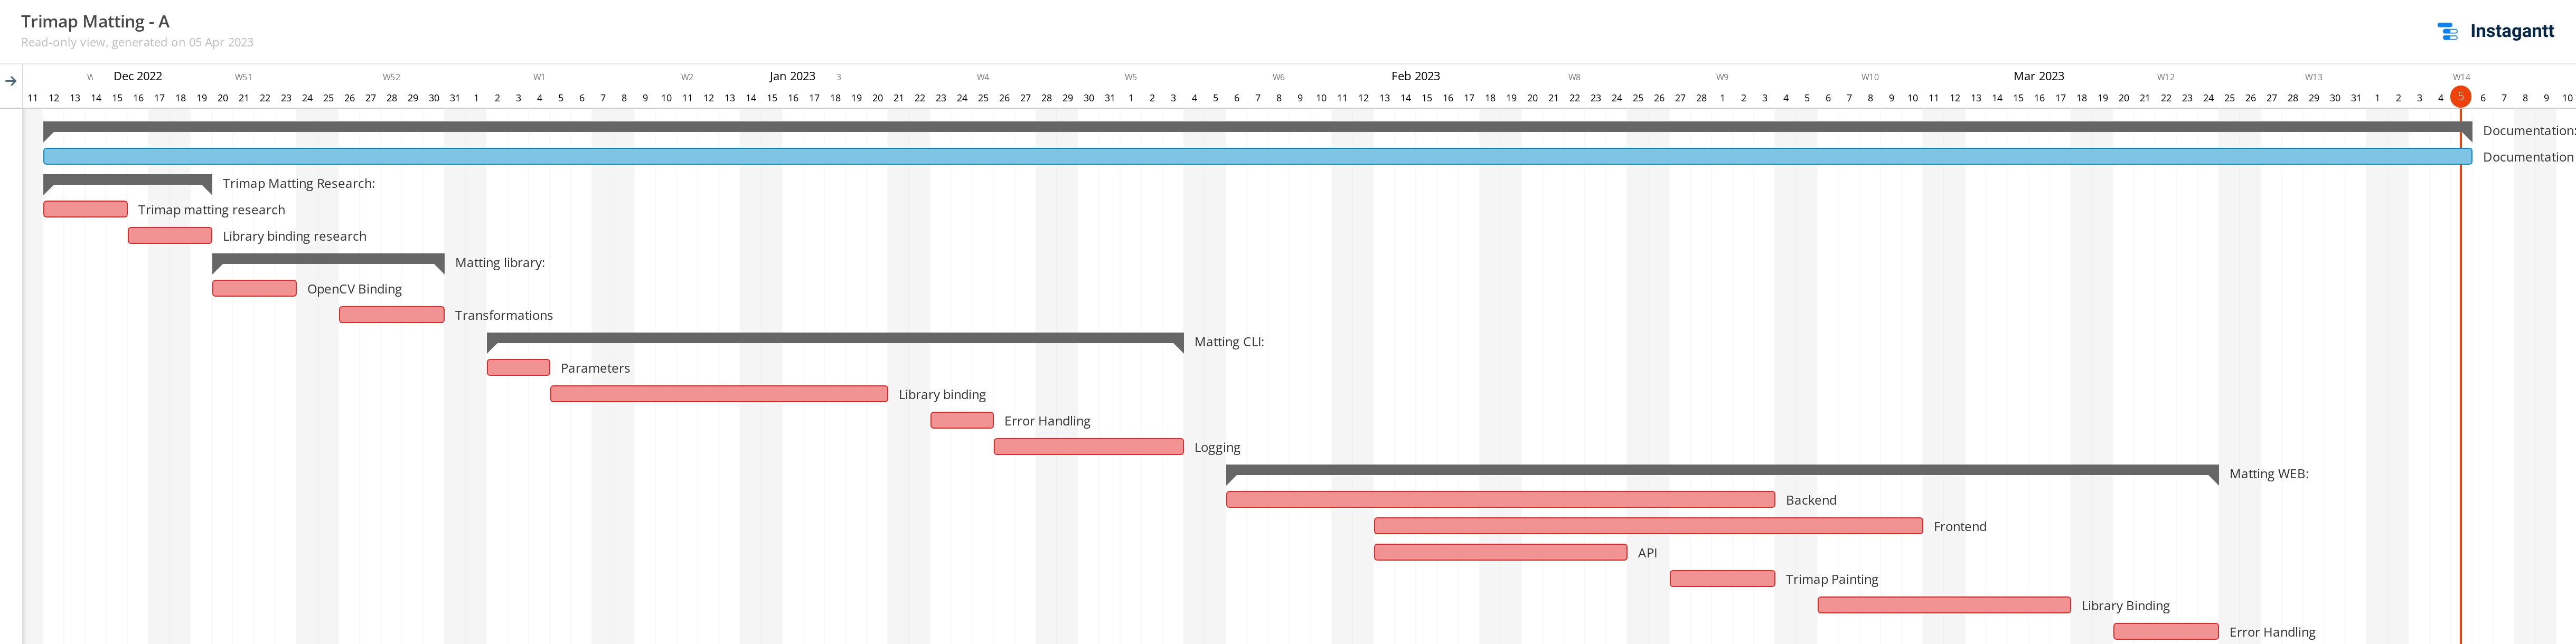 Trimap Matting - A
Read-only view, generated on 05 Apr 2023
Instagantt
W Dec 2022 W51 W52 W1 W2 Jan 2023 3 W4 W5 W6 Feb 2023 W8 W9 W10 Mar 2023 W12 W13 W14
11 12 13 14 15 16 17 18 19 20 21 22 23 24 25 26 27 28 29 30 31 1 2 3 4 5 6 7 8 9 10 11 12 13 14 15 16 17 18 19 20 21 22 23 24 25 26 27 28 29 30 31 1 2 3 4 5 6 7 8 9 10 11 12 13 14 15 16 17 18 19 20 21 22 23 24 25 26 27 28 1 2 3 4 5 6 7 8 9 10 11 12 13 14 15 16 17 18 19 20 21 22 23 24 25 26 27 28 29 30 31 1 2 3 4 5 6 7 8 9 10
Documentation:
Documentation
Trimap Matting Research:
Trimap matting research
Library binding research
Matting library:
OpenCV Binding
Transformations
Matting CLI:
Parameters
Library binding
Error Handling
Logging
Matting WEB:
Backend
Frontend
API
Trimap Painting
Library Binding
Error Handling